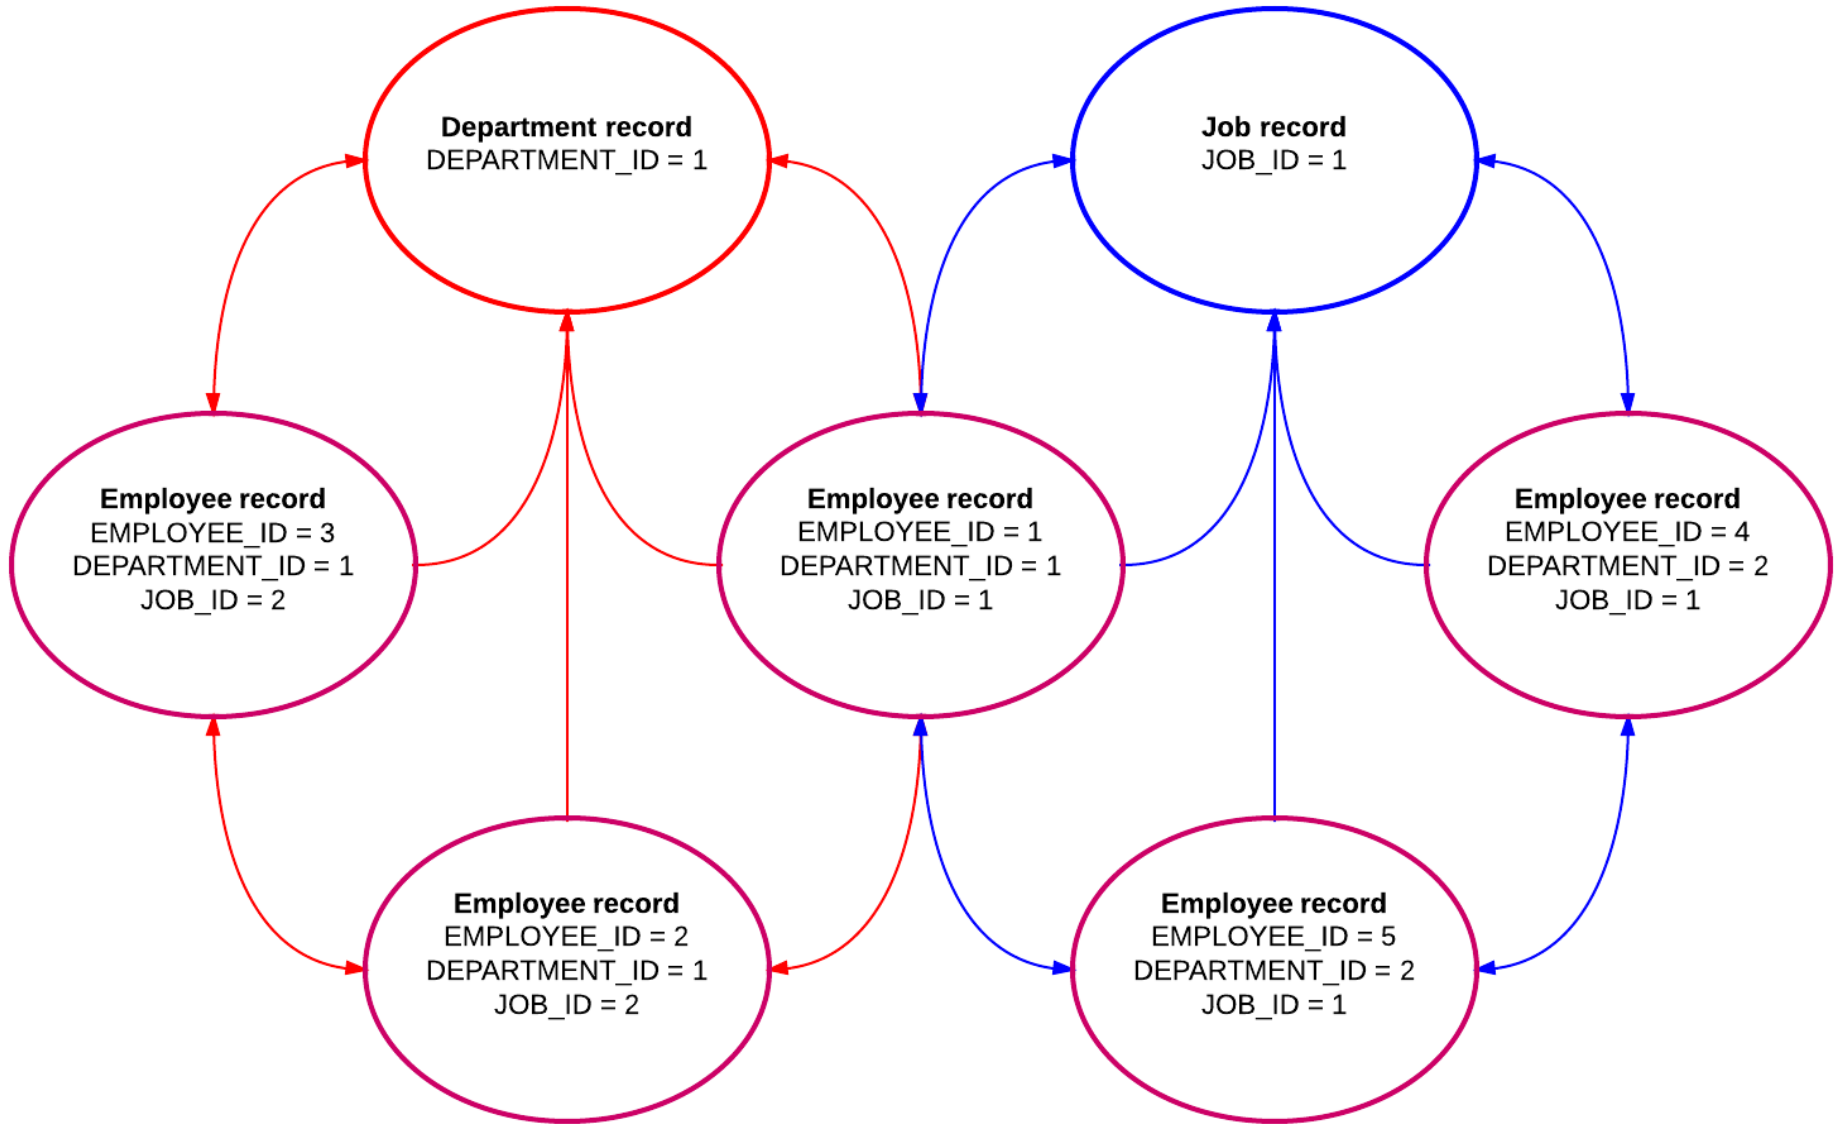 Department record
DEPARTMENT_ID = 1
Job record
JOB_ID = 1
Employee record
EMPLOYEE_ID = 3
DEPARTMENT_ID = 1
JOB_ID = 2
Employee record
EMPLOYEE_ID = 1
DEPARTMENT_ID = 1
JOB_ID = 1
Employee record
EMPLOYEE_ID = 4
DEPARTMENT_ID = 2
JOB_ID = 1
Employee record
EMPLOYEE_ID = 2
DEPARTMENT_ID = 1
JOB_ID = 2
Employee record
EMPLOYEE_ID = 5
DEPARTMENT_ID = 2
JOB_ID = 1